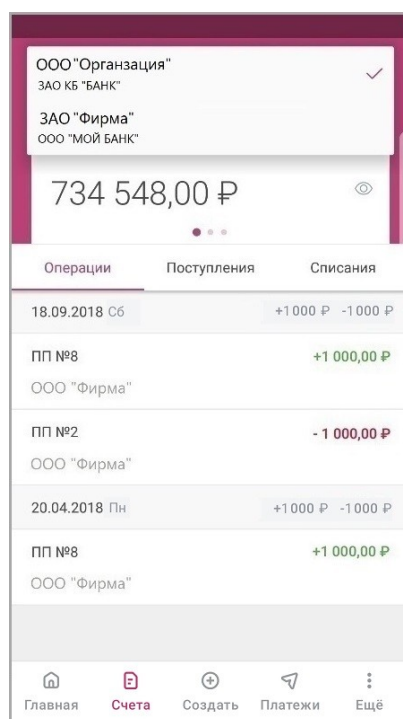 ООО "Органзация"
ЗАО КБ "БАНК"
ЗАО "Фирма"
ООО "МОЙ БАНК"
734 548,00 ₽
Операции Поступления Списания
18.09.2018 Сб +1000 ₽ -1000 ₽
ПП №8 +1 000,00 ₽
ООО "Фирма"
ПП №2 - 1 000,00 ₽
ООО "Фирма"
20.04.2018 Пн +1000 ₽ -1000 ₽
ПП №8 +1 000,00 ₽
ООО "Фирма"
Главная Счета Создать Платежи Ещё